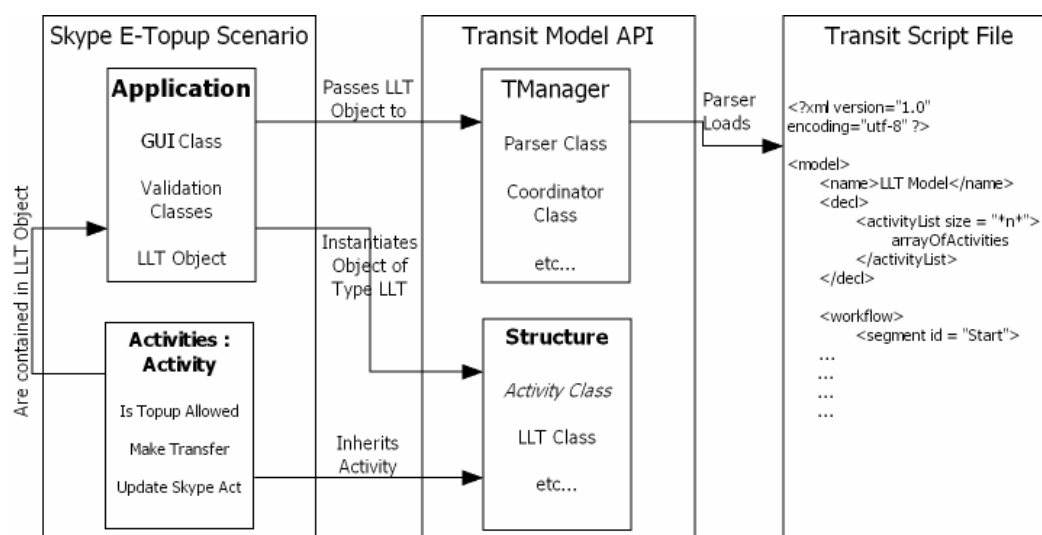 Skype E-Topup Scenario
Application
GUI Class
Validation
Classes
LLT Object
Activities :
Activity
Is Topup Allowed
Make Transfer
Update Skype Act
Are contained in LLT Object
Passes LLT
Object to
Instantiates
Object of
Type LLT
Inherits
Activity
Transit Model API
TManager
Parser Class
Coordinator
Class
etc...
Structure
Activity Class
LLT Class
etc...
Parser
Loads
Transit Script File
<?xml version="1.0"
encoding="utf-8" ?>
<model>
<name>LLT Model</name>
<decl>
<activityList size = "*n*">
arrayOfActivities
</activityList>
</decl>
<workflow>
<segment id = "Start">
...
...
...
...